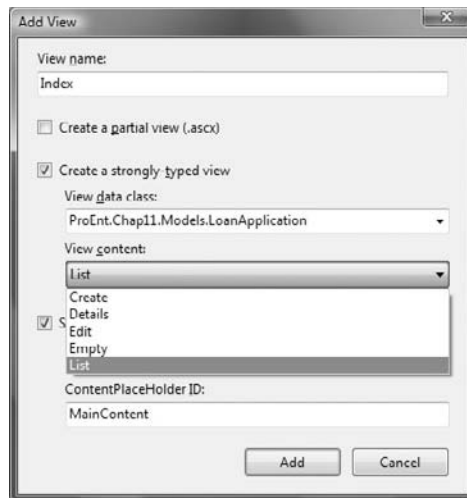 Add View
View name:
Index
Create a partial view (.ascx)
Create a strongly-typed view
View data class:
ProEnt.Chap11.Models.LoanApplication
View content:
List
Create
Details
Edit
Empty
List
S
ContentPlaceHolder ID:
MainContent
Add
Cancel